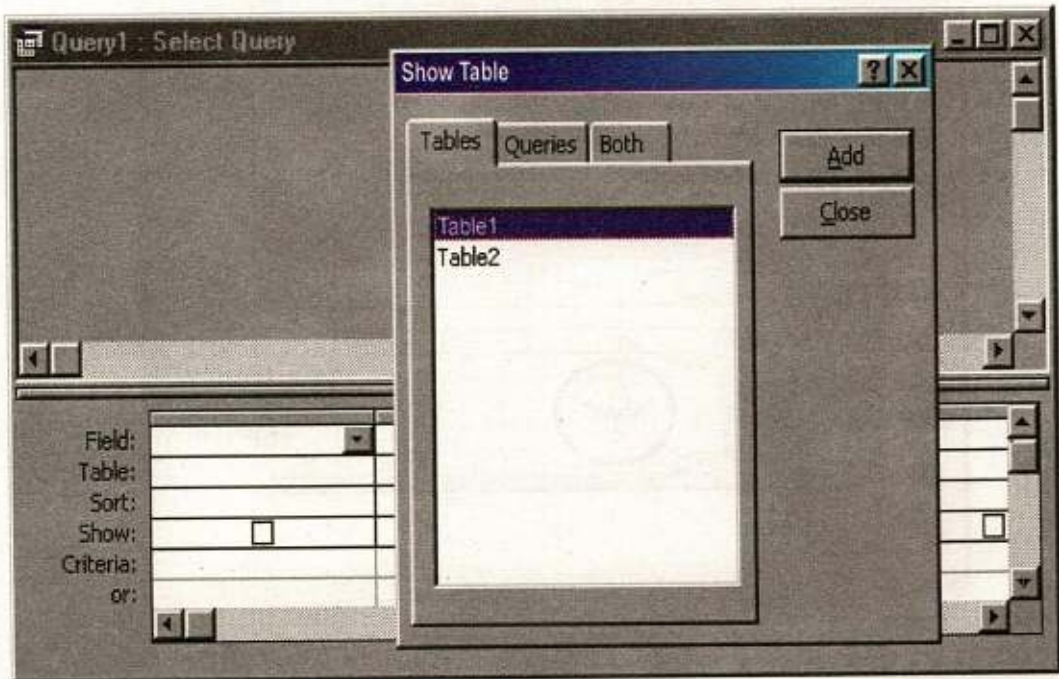 Query1 : Select Query
Show Table
Tables Queries Both
Add
Close
Table1
Table2
Field:
Table:
Sort:
Show:
Criteria:
or: